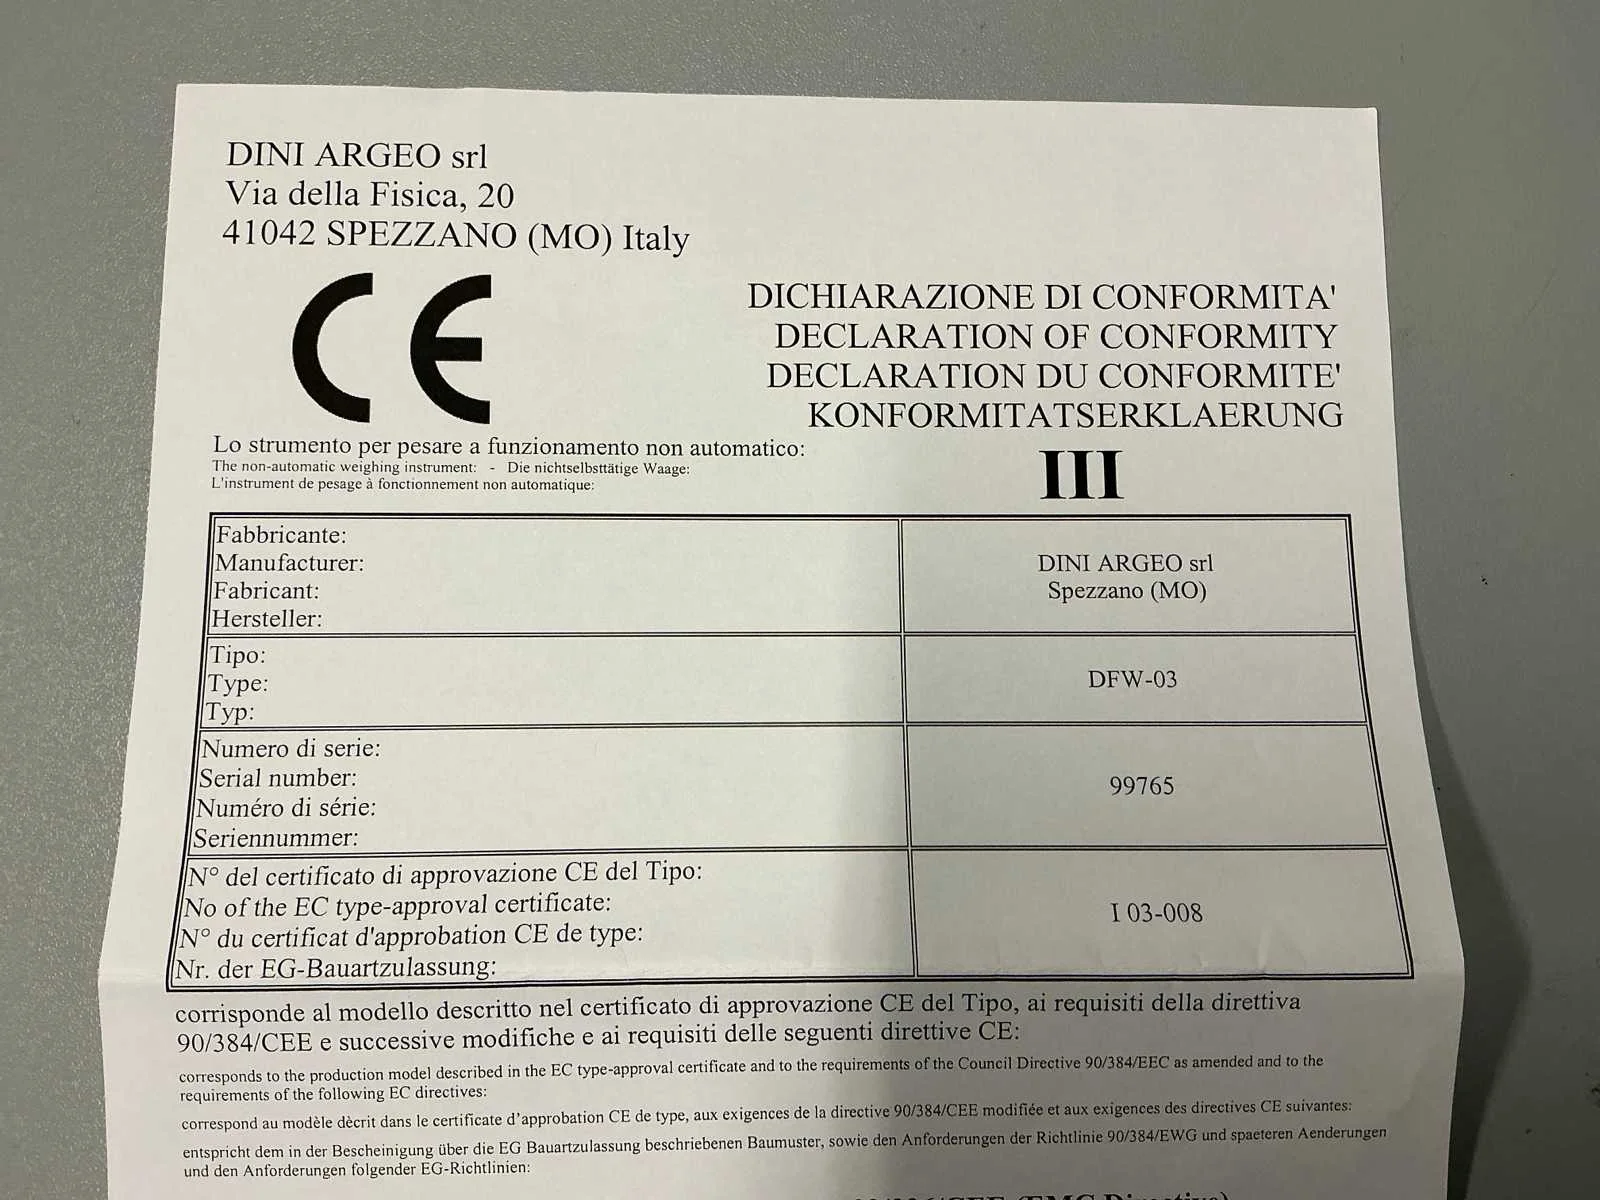 DINI ARGEO srl
Via della Fisica, 20
41042 SPEZZANO (MO) Italy
CE
DICHIARAZIONE DI CONFORMITA'
DECLARATION OF CONFORMITY
DECLARATION DU CONFORMITE'
KONFORMITATSERKLAERUNG
Lo strumento per pesare a funzionamento non automatico:
The non-automatic weighing instrument: - Die nichtselbsttätige Waage:
L'instrument de pesage à fonctionnement non automatique:
III
Fabbricante:
Manufacturer:
Fabricant:
Hersteller:
DINI ARGEO srl
Spezzano (MO)
Tipo:
Type:
Typ:
DFW-03
Numero di serie:
Serial number:
Numéro di série:
Seriennummer:
99765
N° del certificato di approvazione CE del Tipo:
No of the EC type-approval certificate:
N° du certificat d'approbation CE de type:
Nr. der EG-Bauartzulassung:
I 03-008
corrisponde al modello descritto nel certificato di approvazione CE del Tipo, ai requisiti della direttiva
90/384/CEE e successive modifiche e ai requisiti delle seguenti direttive CE:
corresponds to the production model described in the EC type-approval certificate and to the requirements of the Council Directive 90/384/EEC as amended and to the
requirements of the following EC directives:
correspond au modèle dècrit dans le certificate d'approbation CE de type, aux exigences de la directive 90/384/CEE modifiée et aux exigences des directives CE suivantes:
entspricht dem in der Bescheinigung über die EG Bauartzulassung beschriebenen Baumuster, sowie den Anforderungen der Richtlinie 90/384/EWG und spaeteren Aenderungen
und den Anforderungen folgender EG-Richtlinien:
(EMC Directive)